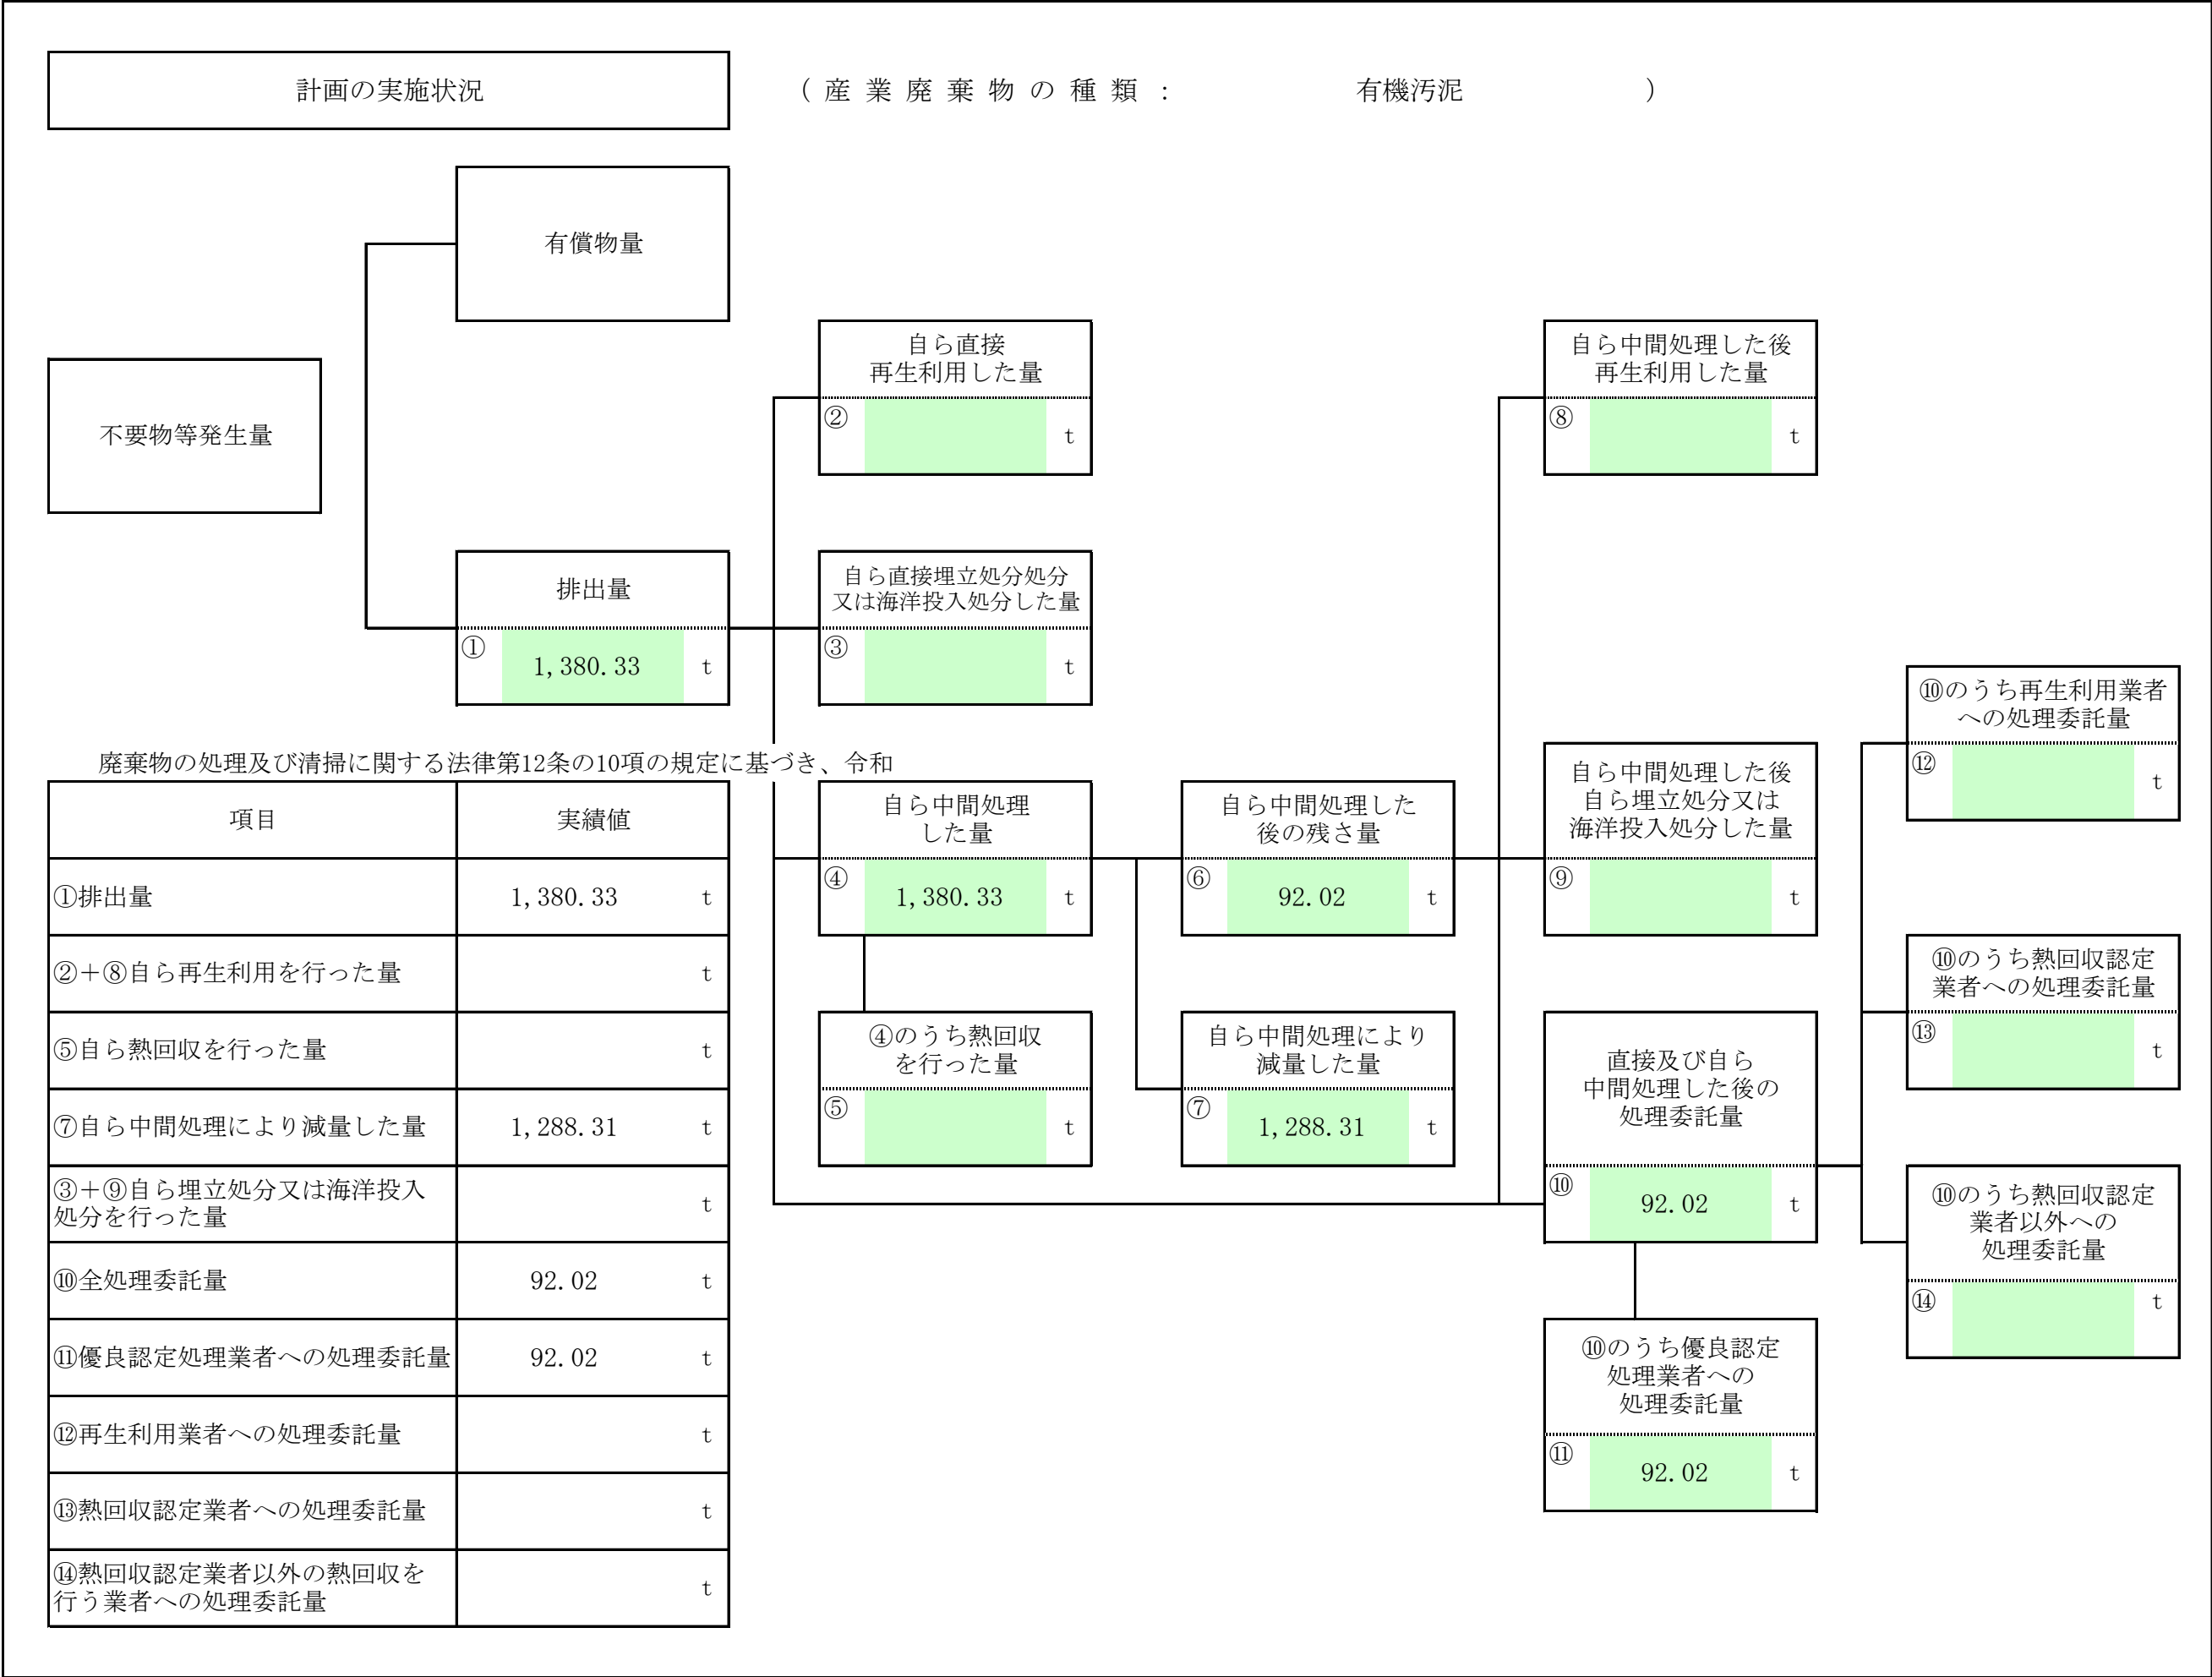 計画の実施状況
（産業廃棄物の種類： 有機汚泥 ）
有償物量
不要物等発生量
排出量
① 1,380.33 t
自ら直接
再生利用した量
② t
自ら直接埋立処分処分
又は海洋投入処分した量
③ t
自ら中間処理した後
再生利用した量
⑧ t
廃棄物の処理及び清掃に関する法律第12条の10項の規定に基づき、令和
項目 実績値
①排出量 1,380.33 t
②＋⑧自ら再生利用を行った量 t
⑤自ら熱回収を行った量 t
⑦自ら中間処理により減量した量 1,288.31 t
③＋⑨自ら埋立処分又は海洋投入
処分を行った量 t
⑩全処理委託量 92.02 t
⑪優良認定処理業者への処理委託量 92.02 t
⑫再生利用業者への処理委託量 t
⑬熱回収認定業者への処理委託量 t
⑭熱回収認定業者以外の熱回収を
行う業者への処理委託量 t
自ら中間処理
した量
④ 1,380.33 t
④のうち熱回収
を行った量
⑤ t
自ら中間処理した
後の残さ量
⑥ 92.02 t
自ら中間処理により
減量した量
⑦ 1,288.31 t
自ら中間処理した後
自ら埋立処分又は
海洋投入処分した量
⑨ t
直接及び自ら
中間処理した後の
処理委託量
⑩ 92.02 t
⑩のうち優良認定
処理業者への
処理委託量
⑪ 92.02 t
⑩のうち再生利用業者
への処理委託量
⑫ t
⑩のうち熱回収認定
業者への処理委託量
⑬ t
⑩のうち熱回収認定
業者以外への
処理委託量
⑭ t